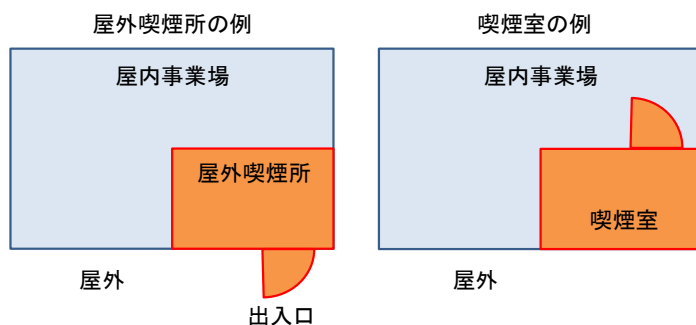 屋外喫煙所の例
屋内事業場
屋外喫煙所
屋外
出入口
喫煙室の例
屋内事業場
喫煙室
屋外